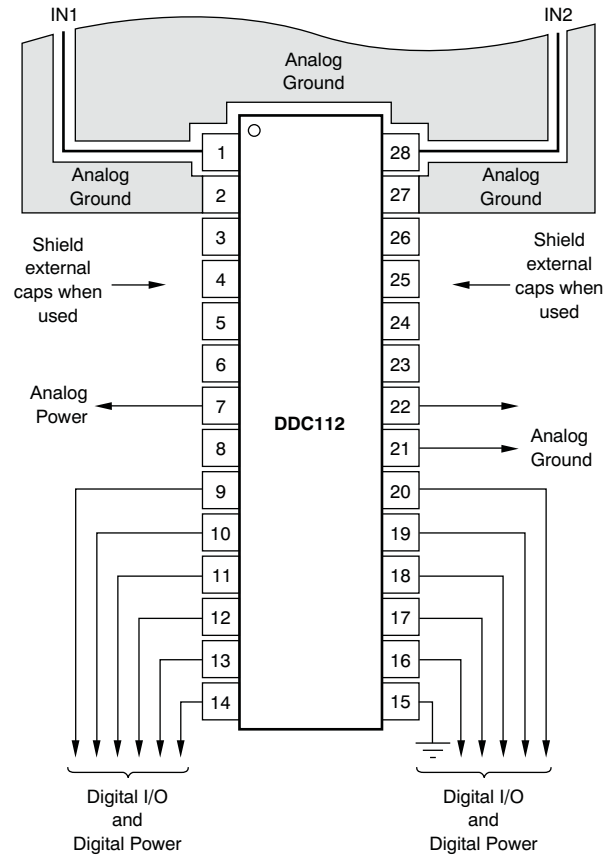 IN1
IN2
Analog
Ground
1
28
Analog
Ground
2
27
Analog
Ground
3
26
Shield
external
caps when
used
4
25
Shield
external
caps when
used
5
24
6
23
Analog
Power
7
22
DDC112
8
21
Analog
Ground
9
20
10
19
11
18
12
17
13
16
14
15
Digital I/O
and
Digital Power
Digital I/O
and
Digital Power